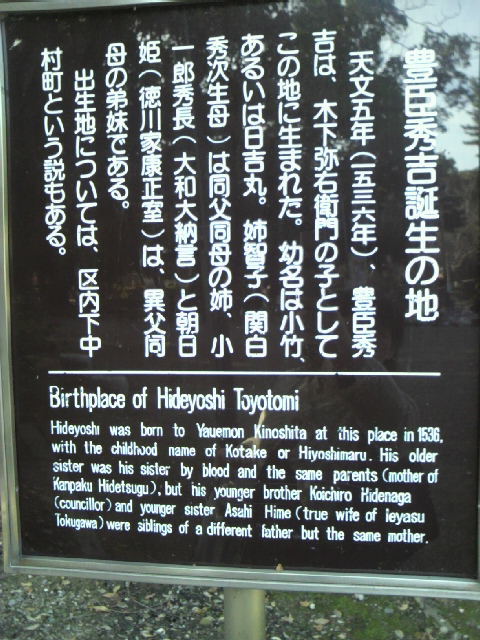 豊臣秀吉誕生の地
天文五年(五三六年)、豊臣秀
吉は、木下弥右衛門の子として
この地に生まれた。幼名は小竹、
あるいは日吉丸。姉智子(関白
秀次生母)は同父同母の姉、小
一郎秀長(大和大納言)と朝日
姫(徳川家康正室)は、異父同
母の弟妹である。
出生地については、区内下中
村町という説もある。
Birthplace of Hideyoshi Toyotomi
Hideyoshi was born to Yauemon Kinoshita at this place in 1536,
with the childhood name of Kotake or Hiyoshimaru. His older
sister was his sister by blood and the same parents (mother of
Kanpaku Hidetsugu), but his younger brother Koichiro Hidenaga
(councillor) and younger sister Asahi Hime (true wife of Ieyasu
Tokugawa) were siblings of a different father but the same mother.